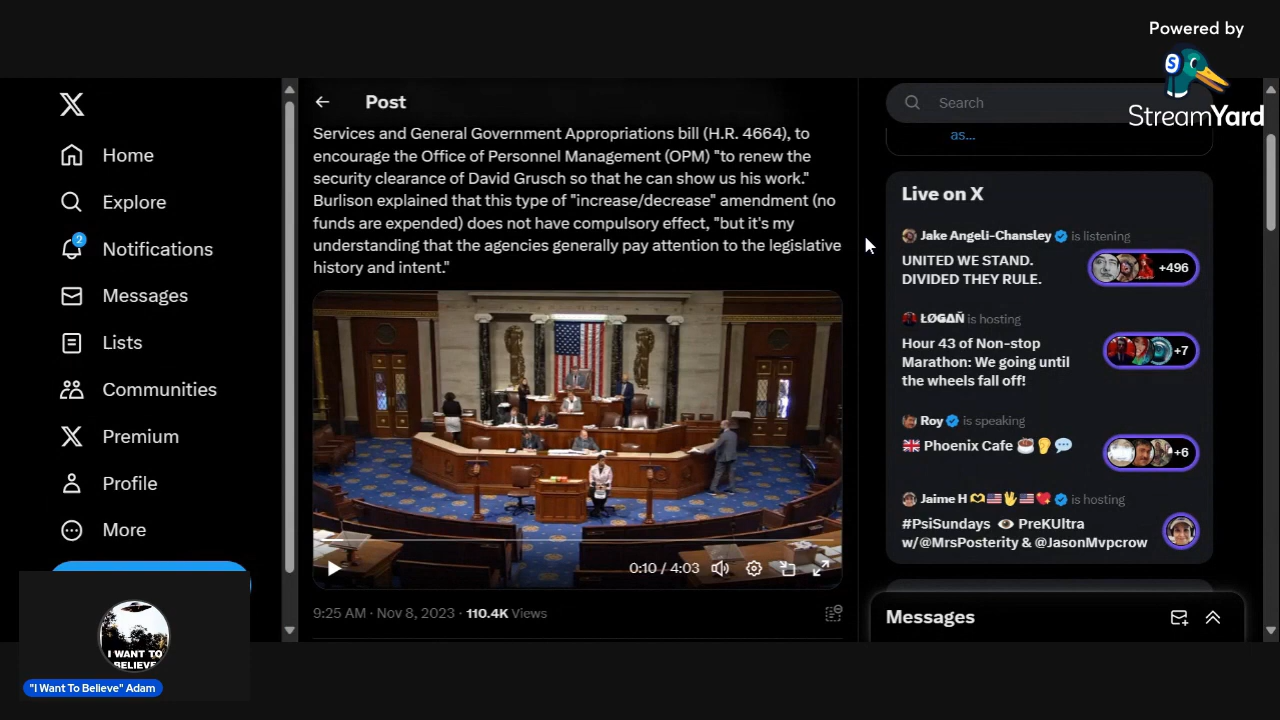 Powered by
StreamYard
Post
Search
as...
Home
Explore
2
Notifications
Messages
Lists
Communities
Premium
Profile
More
Services and General Government Appropriations bill (H.R. 4664), to
encourage the Office of Personnel Management (OPM) "to renew the
security clearance of David Grusch so that he can show us his work."
Burlison explained that this type of "increase/decrease" amendment (no
funds are expended) does not have compulsory effect, "but it's my
understanding that the agencies generally pay attention to the legislative
history and intent."
0:10 / 4:03
9:25 AM · Nov 8, 2023 · 110.4K Views
Live on X
Jake Angeli-Chansley is listening
UNITED WE STAND.
DIVIDED THEY RULE.
+496
ŁØGΔŇ is hosting
Hour 43 of Non-stop
Marathon: We going until
the wheels fall off!
+7
Roy is speaking
🇬🇧 Phoenix Cafe ☕👂💬
+6
Jaime H 🫶🇺🇸🖖🇺🇸💖 is hosting
#PsiSundays 👁 PreKUltra
w/@MrsPosterity & @JasonMvpcrow
Messages
I WANT TO
BELIEVE
"I Want To Believe" Adam